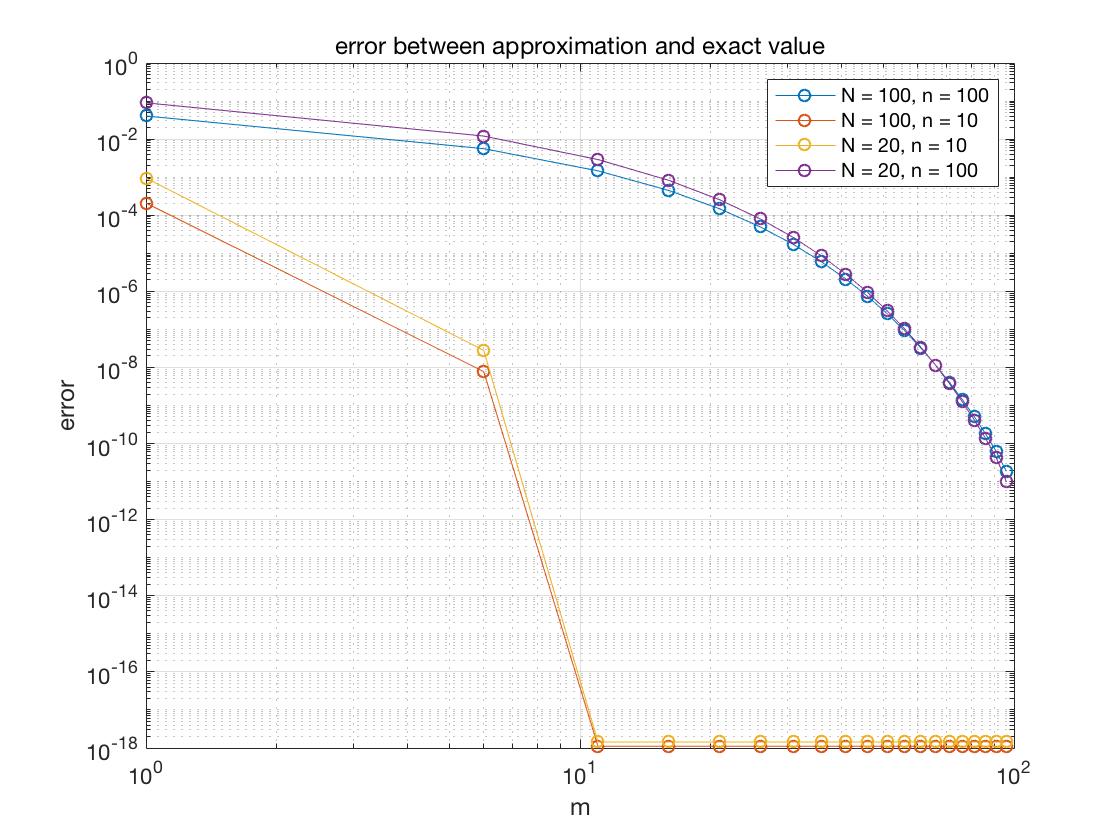 error between approximation and exact value
10^0
10^-2
10^-4
10^-6
10^-8
10^-10
10^-12
10^-14
10^-16
10^-18
error
N = 100, n = 100
N = 100, n = 10
N = 20, n = 10
N = 20, n = 100
10^0
10^1
10^2
m